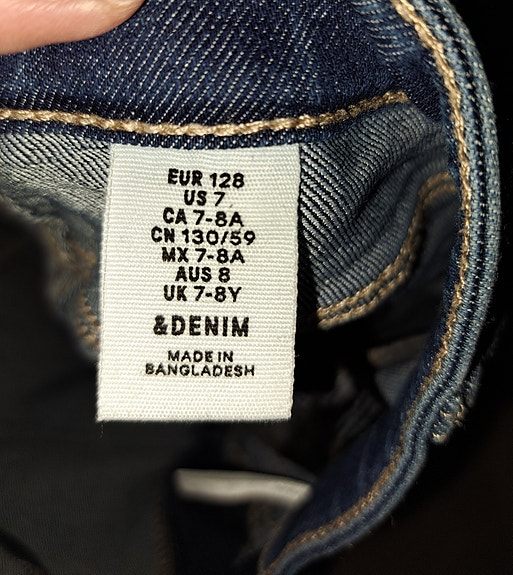 EUR 128
US 7
CA 7-8A
CN 130/59
MX 7-8A
AUS 8
UK 7-8Y
&DENIM
MADE IN
BANGLADESH